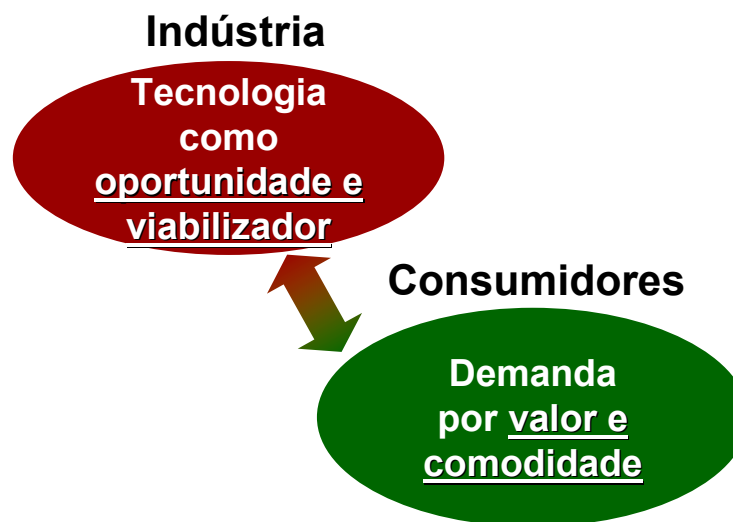 Indústria
Tecnologia
como
oportunidade e
viabilizador
Consumidores
Demanda
por valor e
comodidade